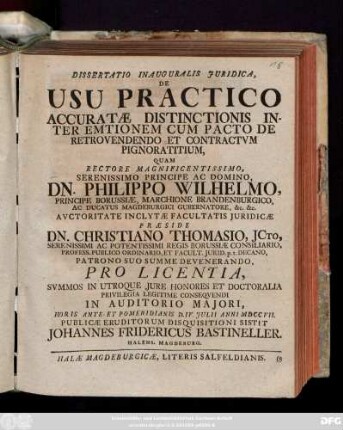 DISSERTATIO INAUGURALIS JURIDICA,
DE
USU PRACTICO
ACCURATÆ DISTINCTIONIS IN-
TER EMTIONEM CUM PACTO DE
RETROVENDENDO ET CONTRACTVM
PIGNORATITIUM,
QUAM
RECTORE MAGNIFICENTISSIMO,
SERENISSIMO PRINCIPE AC DOMINO,
DN. PHILIPPO WILHELMO,
PRINCIPE BORUSSIÆ, MARCHIONE BRANDENBURGICO,
AC DUCATUS MAGDEBURGICI GUBERNATORE, &c. &c.
AVCTORITATE INCLYTÆ FACULTATIS JURIDICÆ
PRÆSIDE
DN. CHRISTIANO THOMASIO, JCto,
SERENISSIMI AC POTENTISSIMI REGIS BORUSSIÆ CONSILIARIO,
PROFESS. PUBLICO ORDINARIO, ET FACULT. JURID. p. t. DECANO,
PATRONO SUO SUMME DEVENERANDO,
PRO LICENTIA,
SVMMOS IN UTROQUE JURE HONORES ET DOCTORALIA
PRIVILEGIA LEGITIME CONSEQVENDI
IN AUDITORIO MAJORI,
HORIS ANTE- ET POMERIDIANIS D. IV JULII ANNI MDCCVII.
PUBLICÆ ERUDITORUM DISQUISITIONI SISTIT
JOHANNES FRIDERICUS BASTINELLER.
HALENS. MAGDEBURG.
HALÆ MAGDEBURGICÆ, LITERIS SALFELDIANIS.
DFG